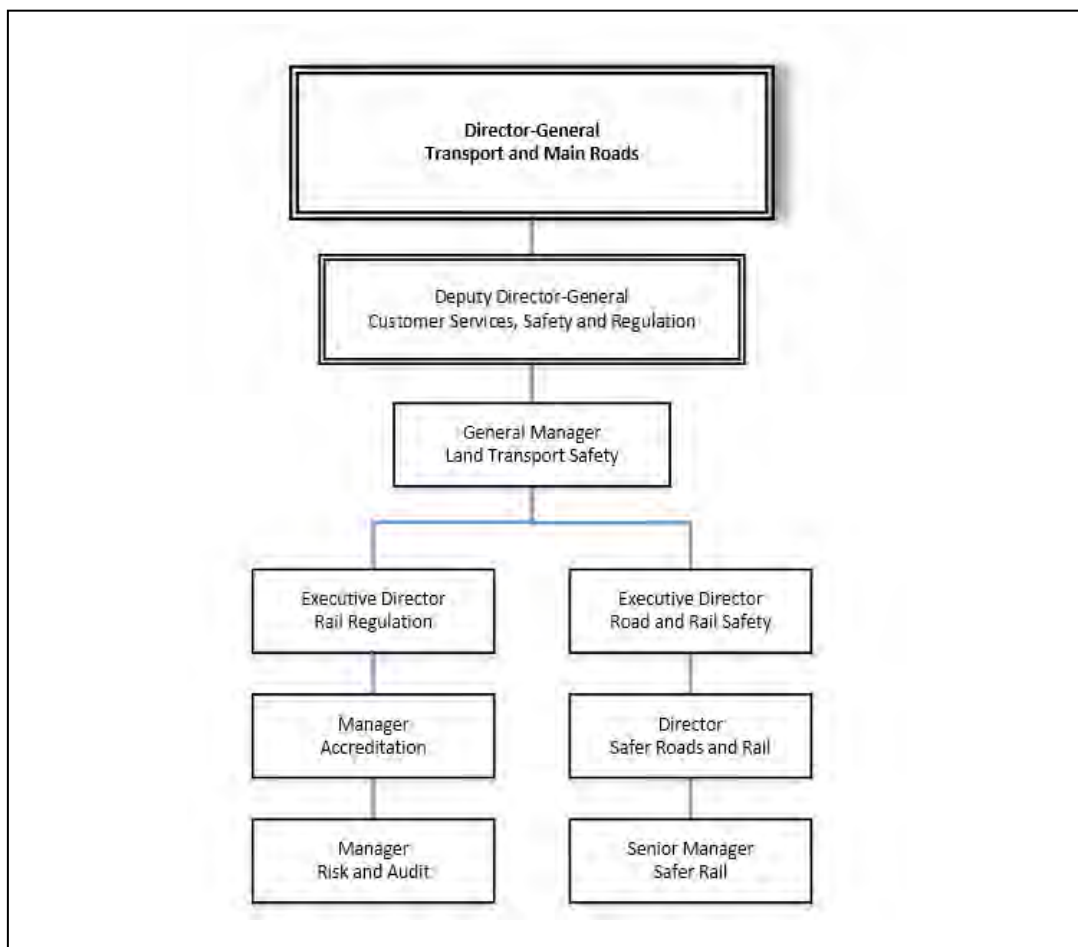 Director-General
Transport and Main Roads
Deputy Director-General
Customer Services, Safety and Regulation
General Manager
Land Transport Safety
Executive Director
Rail Regulation
Executive Director
Road and Rail Safety
Manager
Accreditation
Director
Safer Roads and Rail
Manager
Risk and Audit
Senior Manager
Safer Rail